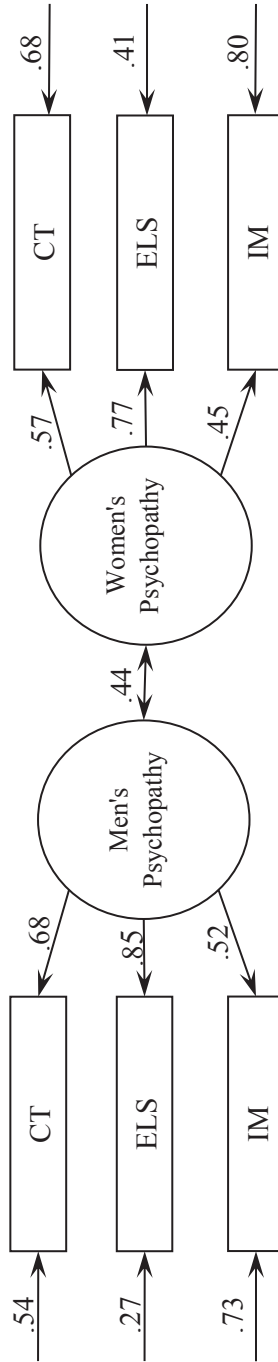 .54
CT
.68
.27
ELS
.85
.73
IM
.52
Men's
Psychopathy
.44
Women's
Psychopathy
.57
CT
.68
.77
ELS
.41
.45
IM
.80